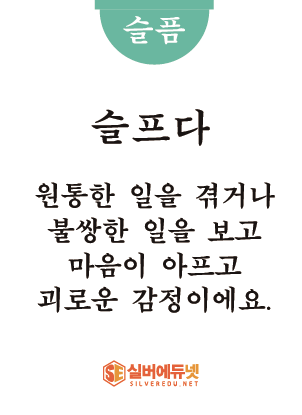 슬픔
슬프다
원통한 일을 겪거나
불쌍한 일을 보고
마음이 아프고
괴로운 감정이에요.
SE 실버에듀넷
SILVEREDU.NET